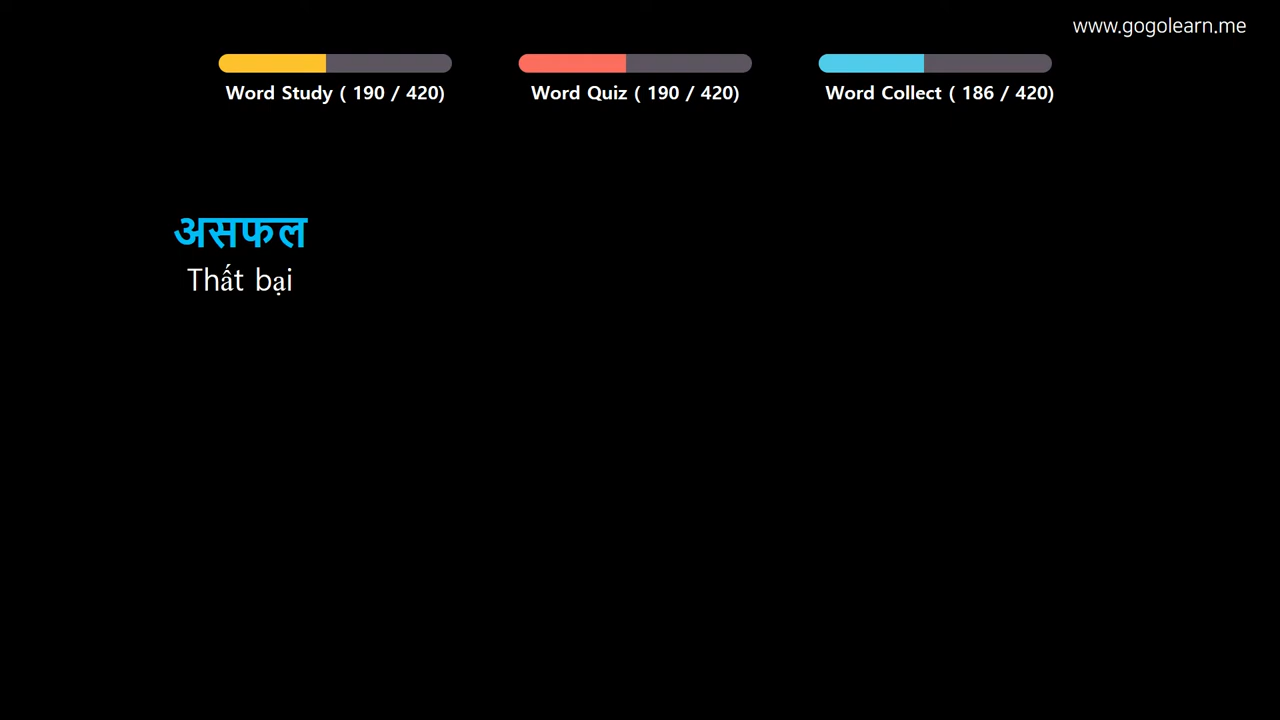 www.gogolearn.me
Word Study ( 190 / 420)
Word Quiz ( 190 / 420)
Word Collect ( 186 / 420)
असफल
Thất bại